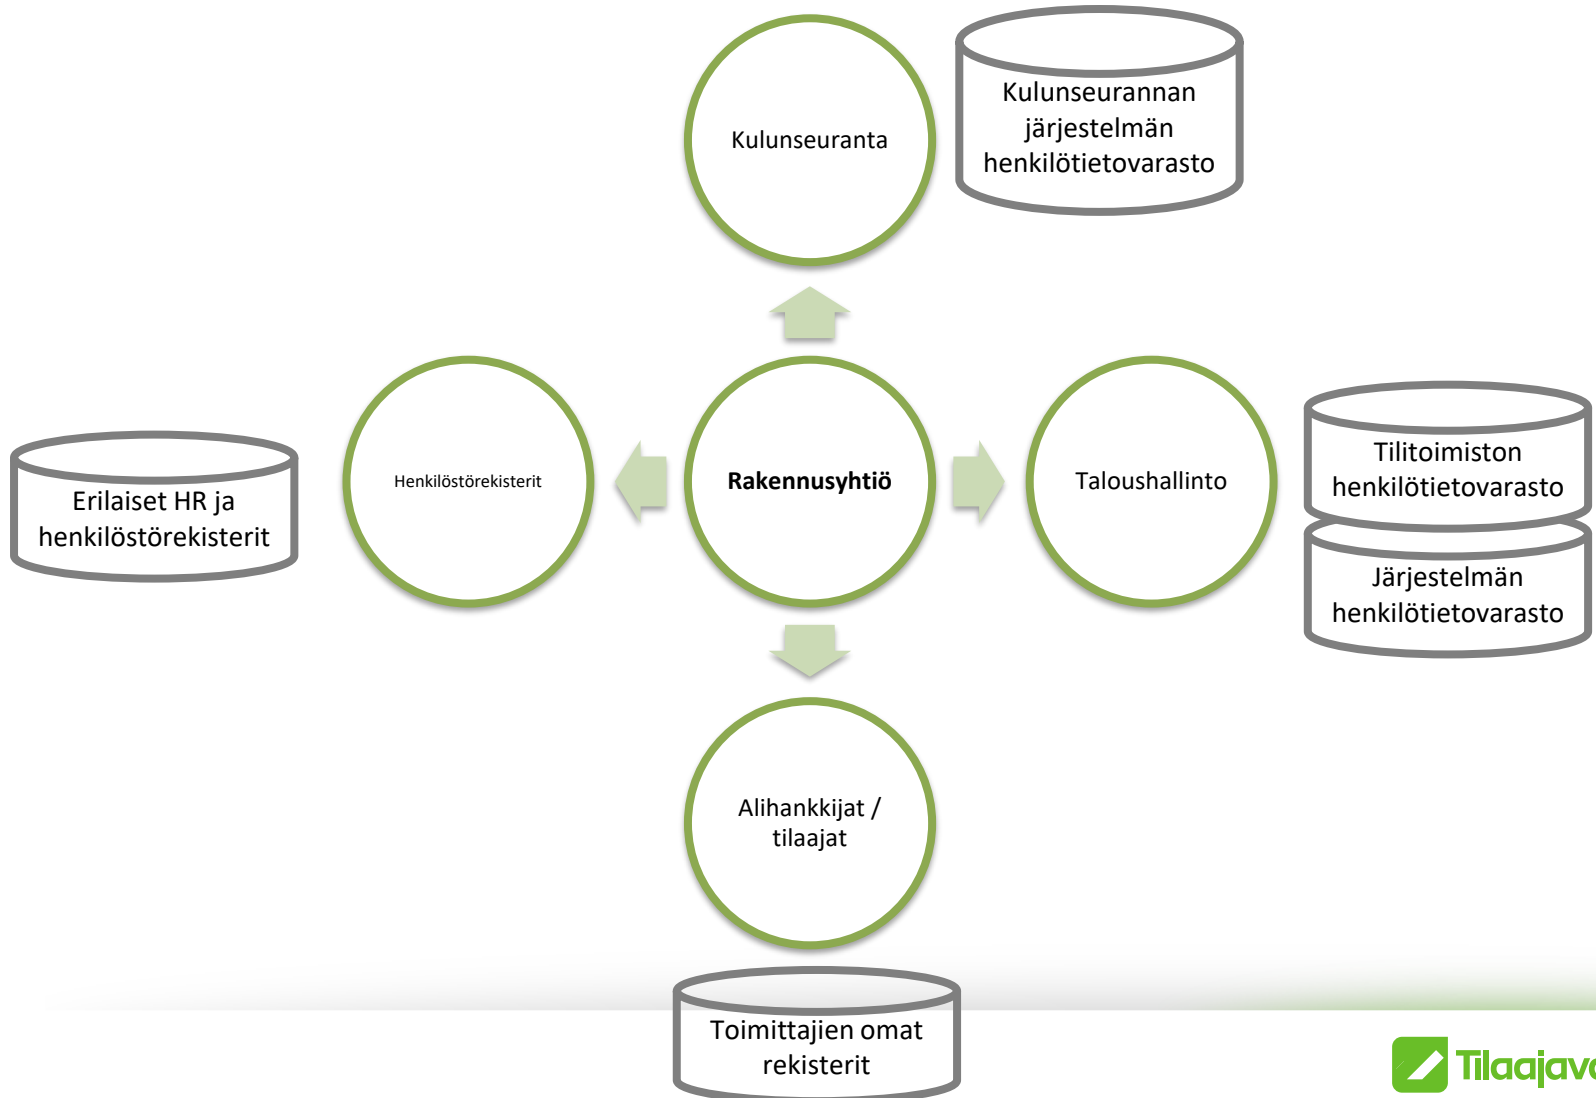 Kulunseuranta
Kulunseurannan
järjestelmän
henkilötietovarasto
Erilaiset HR ja
henkilöstörekisterit
Henkilöstörekisterit
Rakennusyhtiö
Taloushallinto
Tilitoimiston
henkilötietovarasto
Järjestelmän
henkilötietovarasto
Alihankkijat /
tilaajat
Toimittajien omat
rekisterit
Tilaajava